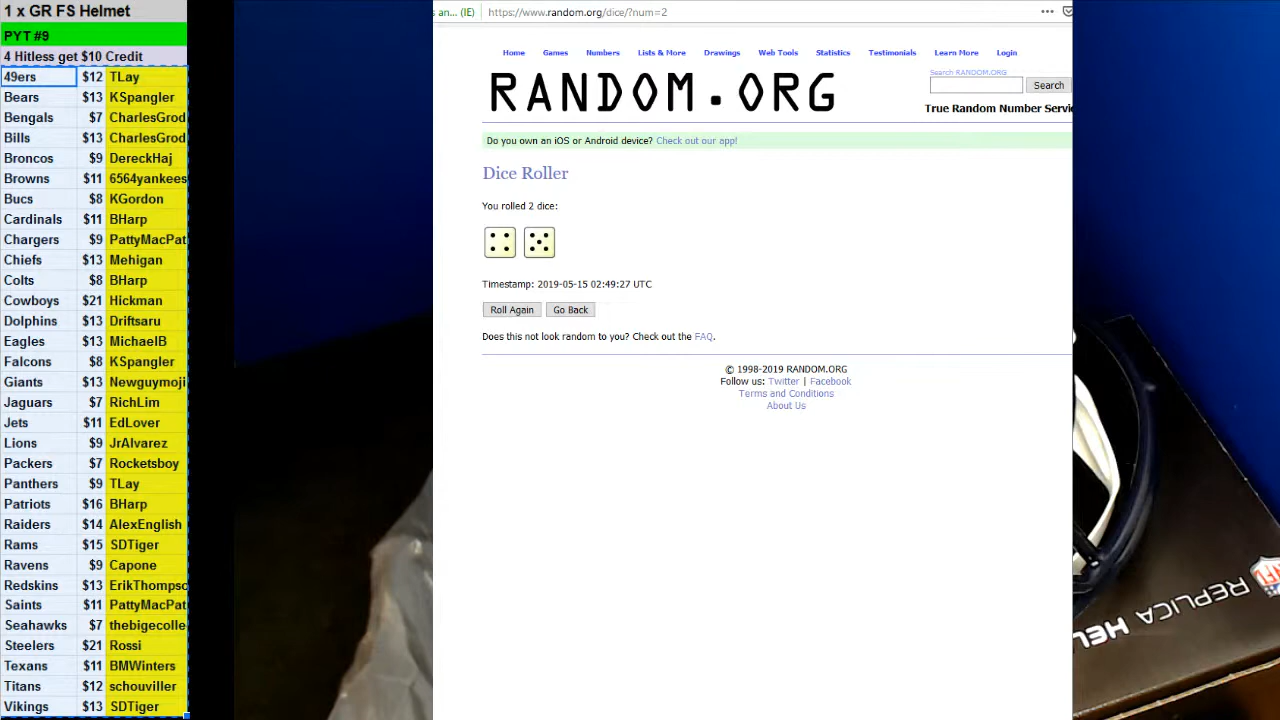 1 x GR FS Helmet
PYT #9
4 Hitless get $10 Credit
49ers $12 TLay
Bears $13 KSpangler
Bengals $7 CharlesGrod
Bills $13 CharlesGrod
Broncos $9 DereckHaj
Browns $11 6564yankees
Bucs $8 KGordon
Cardinals $11 BHarp
Chargers $9 PattyMacPat
Chiefs $13 Mehigan
Colts $8 BHarp
Cowboys $21 Hickman
Dolphins $13 Driftsaru
Eagles $13 MichaelB
Falcons $8 KSpangler
Giants $13 Newguymoji
Jaguars $7 RichLim
Jets $11 EdLover
Lions $9 JrAlvarez
Packers $7 Rocketsboy
Panthers $9 TLay
Patriots $16 BHarp
Raiders $14 AlexEnglish
Rams $15 SDTiger
Ravens $9 Capone
Redskins $13 ErikThompso
Saints $11 PattyMacPat
Seahawks $7 thebigecolle
Steelers $21 Rossi
Texans $11 BMWinters
Titans $12 schouviller
Vikings $13 SDTiger
an... (IE) https://www.random.org/dice/?num=2
Home Games Numbers Lists & More Drawings Web Tools Statistics Testimonials Learn More Login
RANDOM.ORG
Search RANDOM.ORG
Search
True Random Number Servi
Do you own an iOS or Android device? Check out our app!
Dice Roller
You rolled 2 dice:
Timestamp: 2019-05-15 02:49:27 UTC
Roll Again Go Back
Does this not look random to you? Check out the FAQ.
© 1998-2019 RANDOM.ORG
Follow us: Twitter | Facebook
Terms and Conditions
About Us
NFL
REPLICA HEL